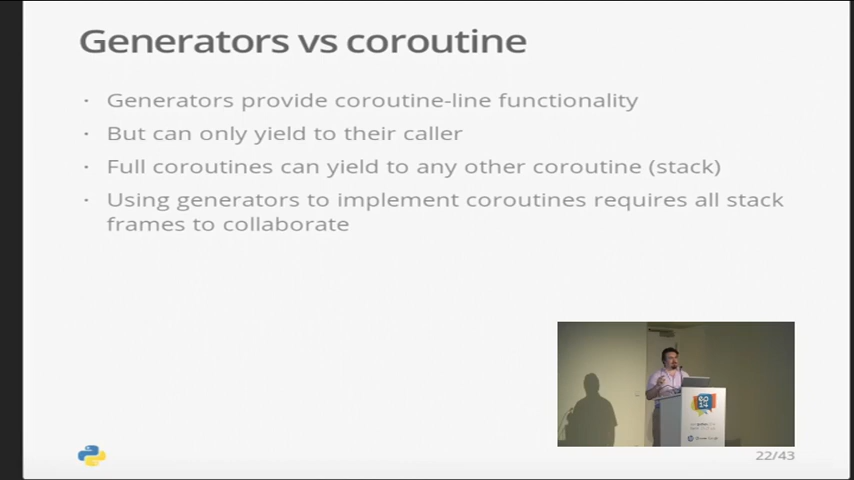 Generators vs coroutine
· Generators provide coroutine-line functionality
· But can only yield to their caller
· Full coroutines can yield to any other coroutine (stack)
· Using generators to implement coroutines requires all stack
frames to collaborate
22/43